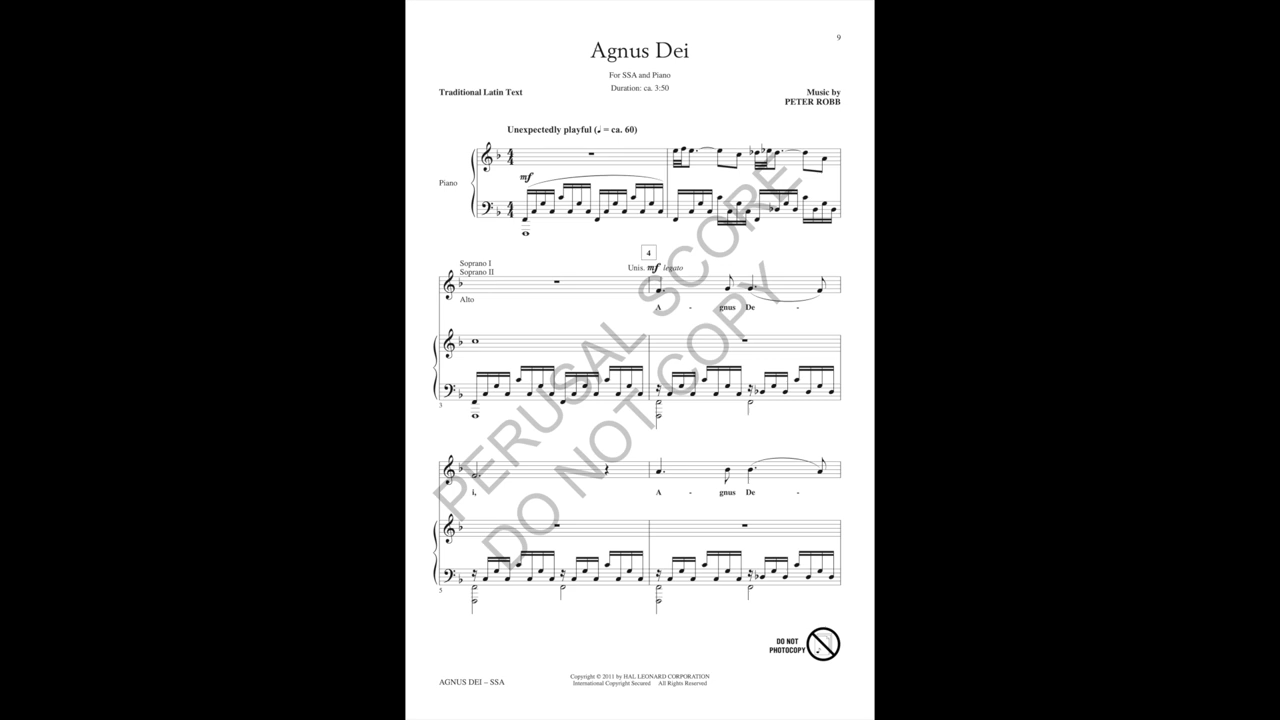 9
Agnus Dei
For SSA and Piano
Duration: ca. 3:50
Traditional Latin Text
Music by
PETER ROBB
Unexpectedly playful (♩ = ca. 60)
Piano
mf
4
Soprano I
Soprano II
Unis. mf legato
Alto
A - gnus De -
3
i, A - gnus De -
5
PERUSAL SCORE
DO NOT COPY
DO NOT
PHOTOCOPY
AGNUS DEI – SSA
Copyright © 2011 by HAL LEONARD CORPORATION
International Copyright Secured All Rights Reserved